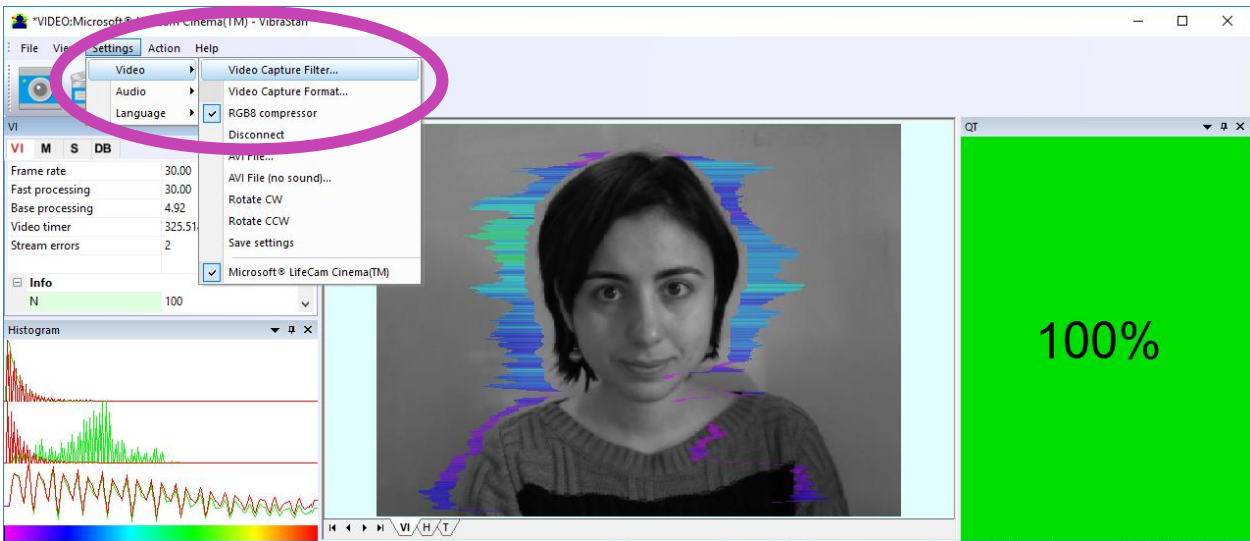 *VIDEO:Microsoft® Cinema(TM) - VibraStaff
File Settings Action Help
Video Video Capture Filter...
Audio Video Capture Format...
Language RGB8 compressor
Disconnect
AVI File...
AVI File (no sound)...
Rotate CW
Rotate CCW
Save settings
Microsoft® LifeCam Cinema(TM)
VI
VI M S DB
Frame rate 30.00
Fast processing 30.00
Base processing 4.92
Video timer 325.51
Stream errors 2
Info
N 100
Histogram
VI H T
QT
100%